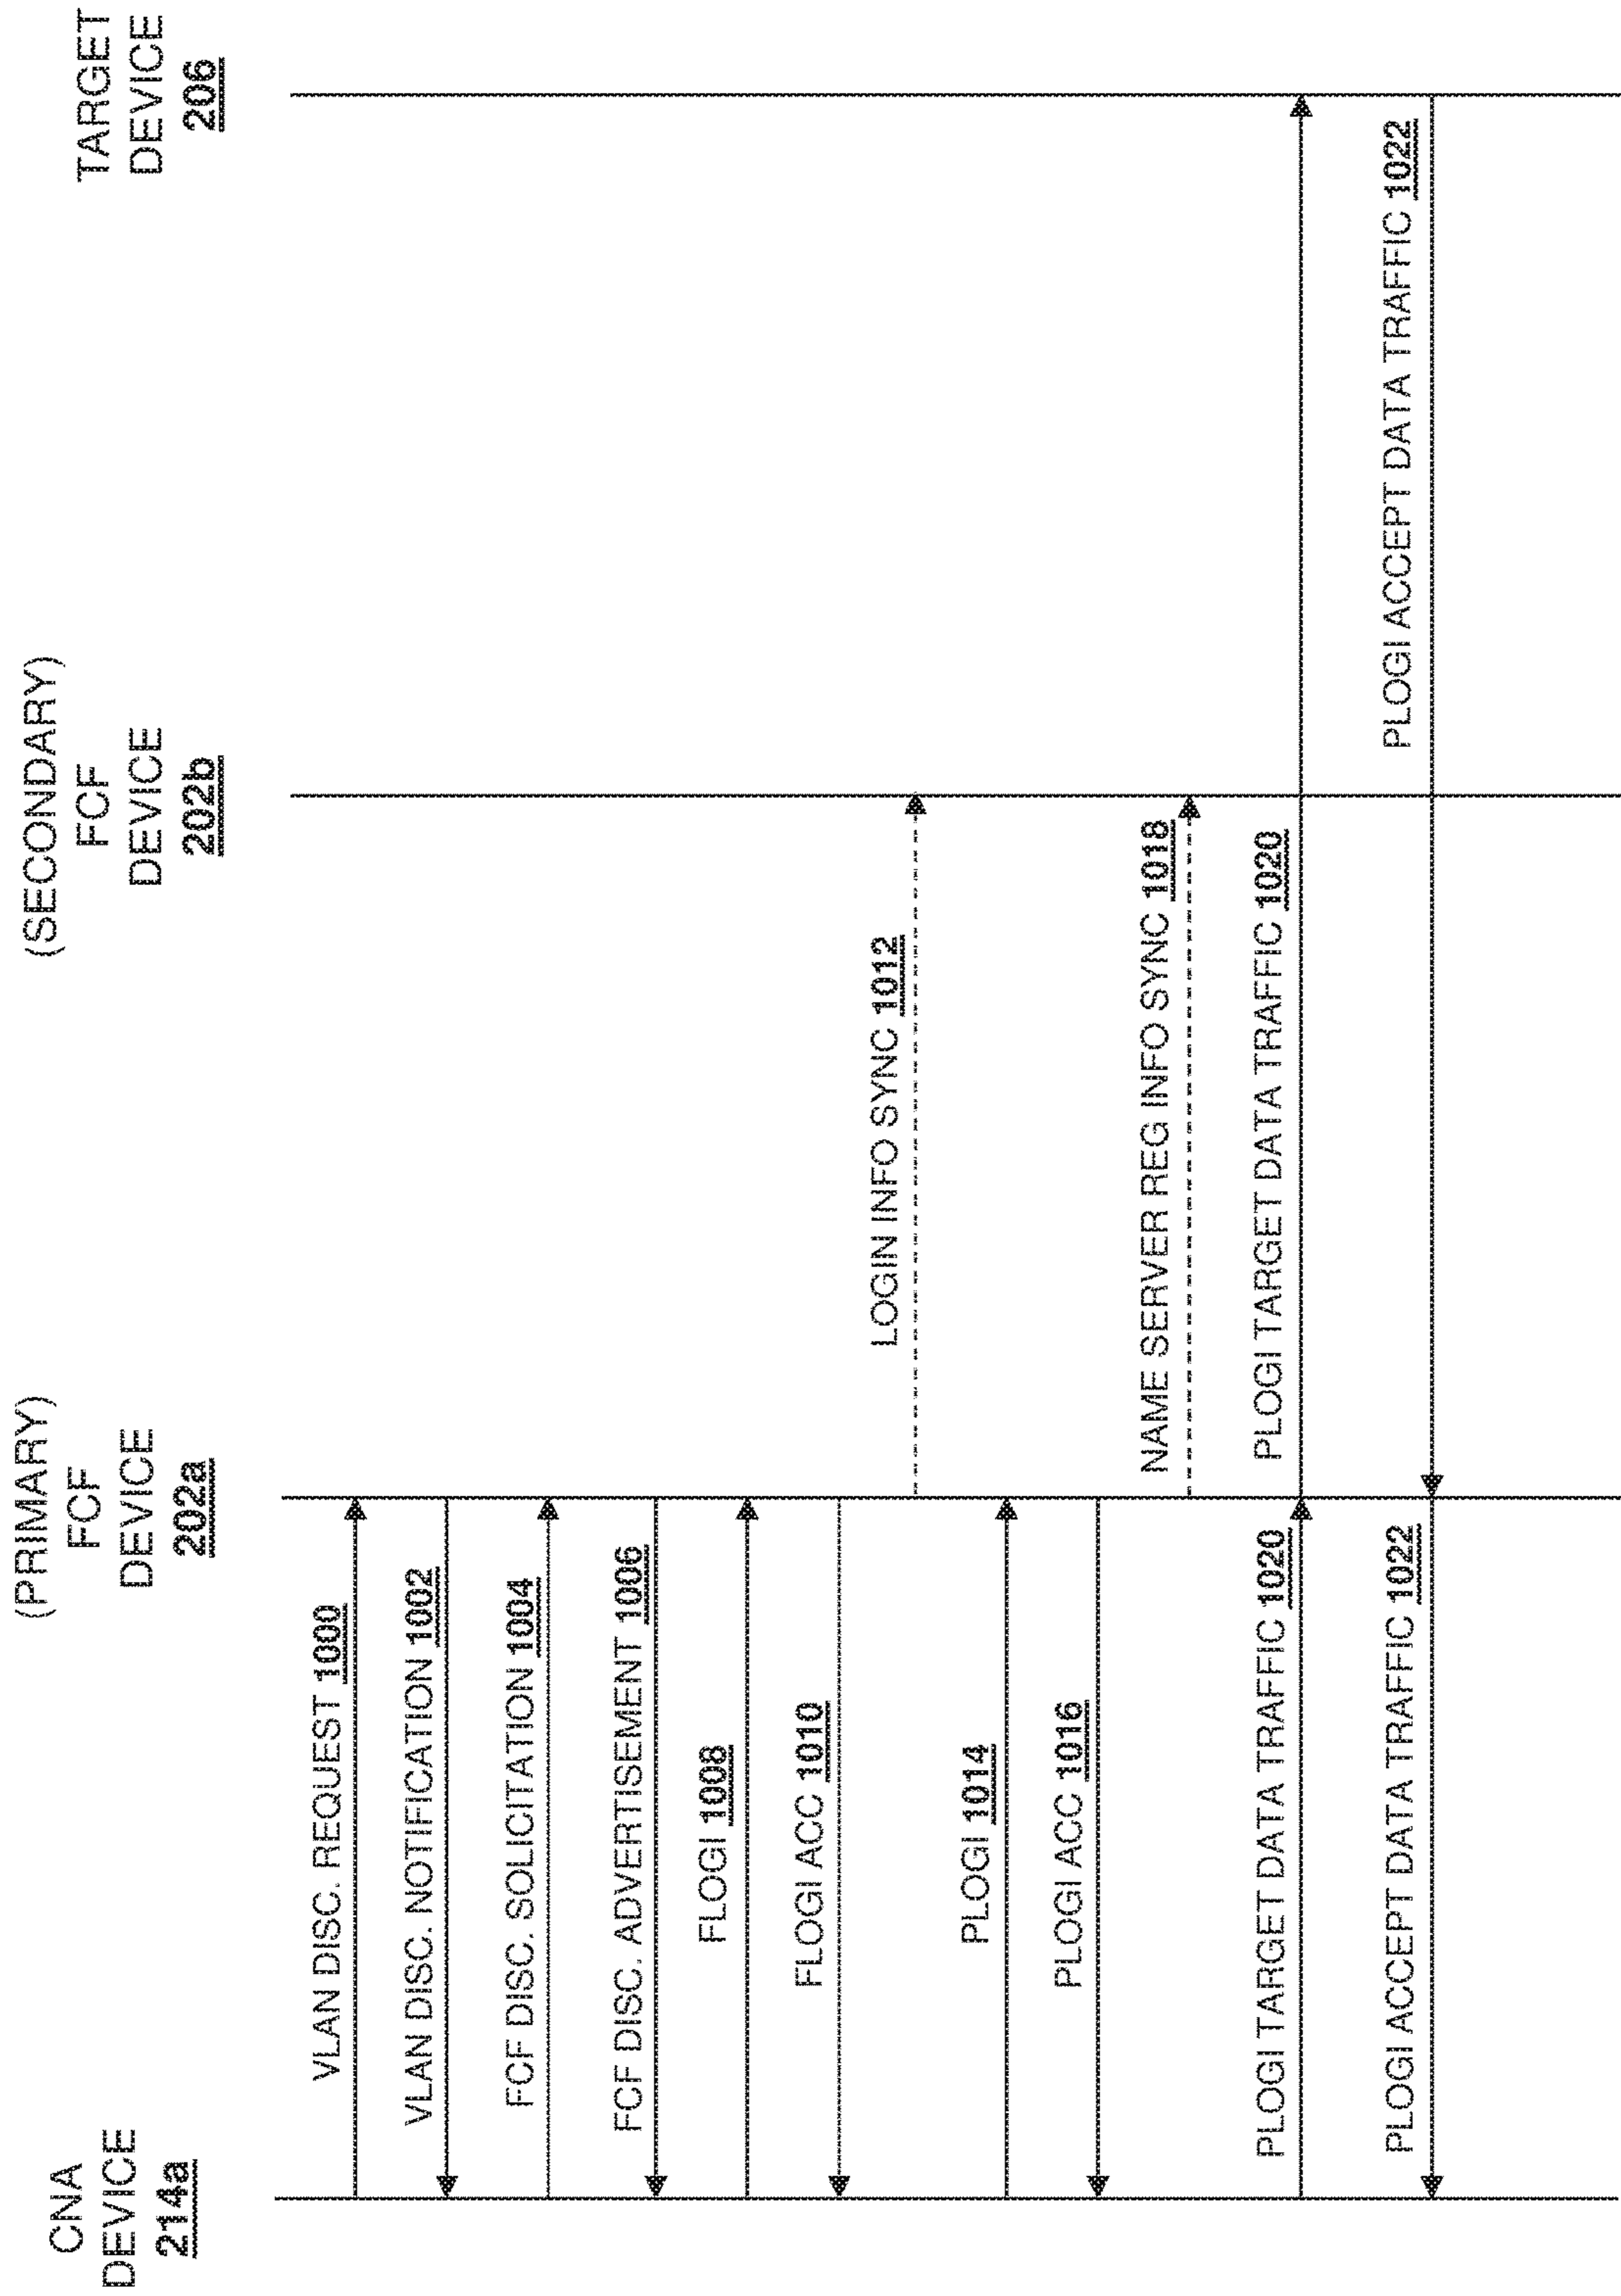 CNA
DEVICE
214a
(PRIMARY)
FCF
DEVICE
202a
(SECONDARY)
FCF
DEVICE
202b
TARGET
DEVICE
206
VLAN DISC. REQUEST 1000
VLAN DISC. NOTIFICATION 1002
FCF DISC. SOLICITATION 1004
FCF DISC. ADVERTISEMENT 1006
FLOGI 1008
FLOGI ACC 1010
LOGIN INFO SYNC 1012
PLOGI 1014
PLOGI ACC 1016
NAME SERVER REG INFO SYNC 1018
PLOGI TARGET DATA TRAFFIC 1020
PLOGI TARGET DATA TRAFFIC 1020
PLOGI ACCEPT DATA TRAFFIC 1022
PLOGI ACCEPT DATA TRAFFIC 1022